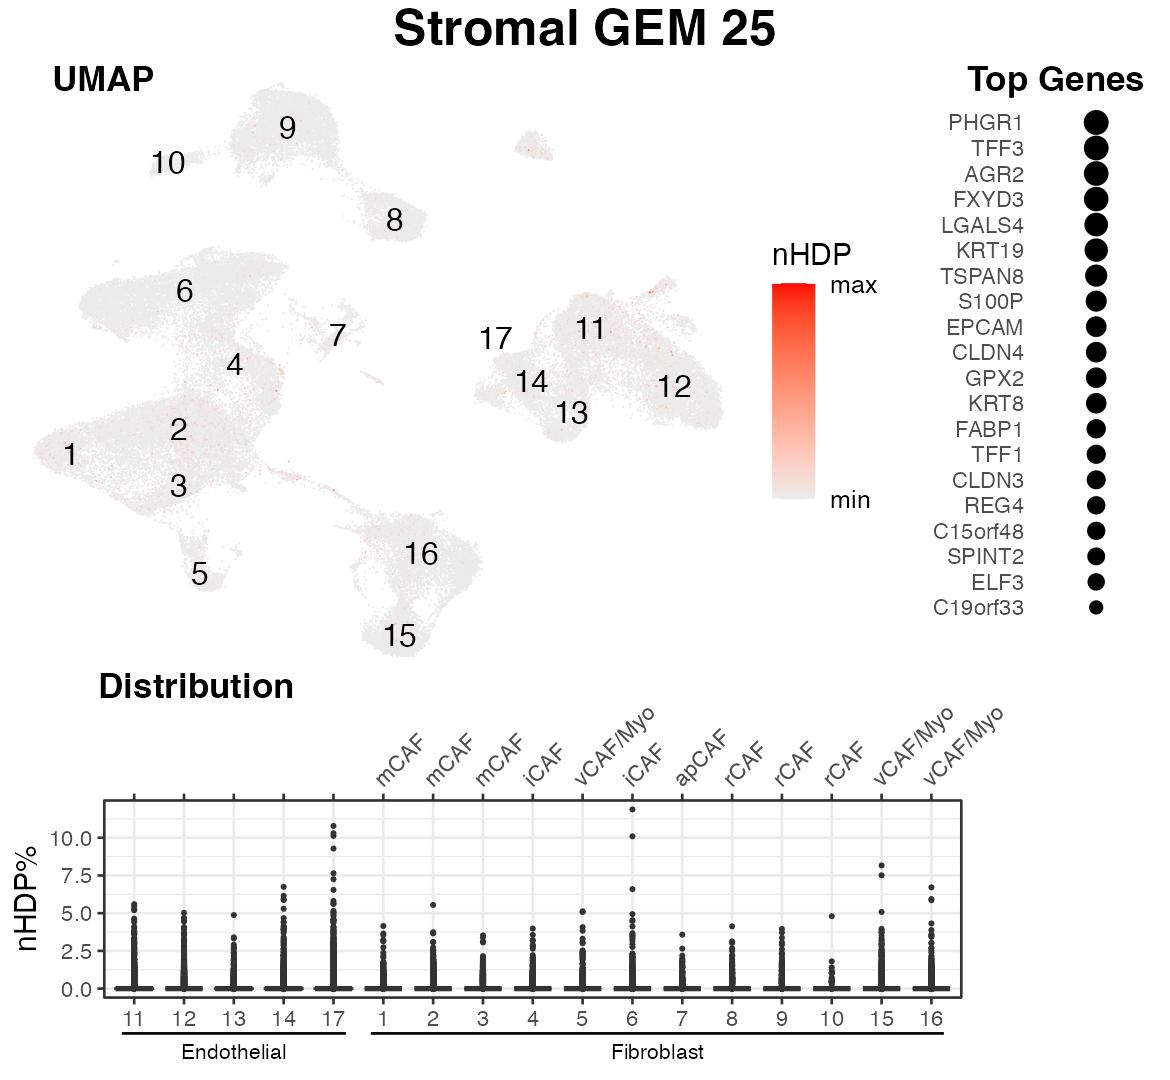 Stromal GEM 25
UMAP
9
10
8
6
7
4
2
1
3
5
16
15
17
11
14
12
13
nHDP
max
min
Top Genes
PHGR1
TFF3
AGR2
FXYD3
LGALS4
KRT19
TSPAN8
S100P
EPCAM
CLDN4
GPX2
KRT8
FABP1
TFF1
CLDN3
REG4
C15orf48
SPINT2
ELF3
C19orf33
Distribution
mCAF
mCAF
mCAF
iCAF
vCAF/Myo
iCAF
apCAF
rCAF
rCAF
rCAF
vCAF/Myo
vCAF/Myo
nHDP%
10.0
7.5
5.0
2.5
0.0
11 12 13 14 17 1 2 3 4 5 6 7 8 9 10 15 16
Endothelial Fibroblast